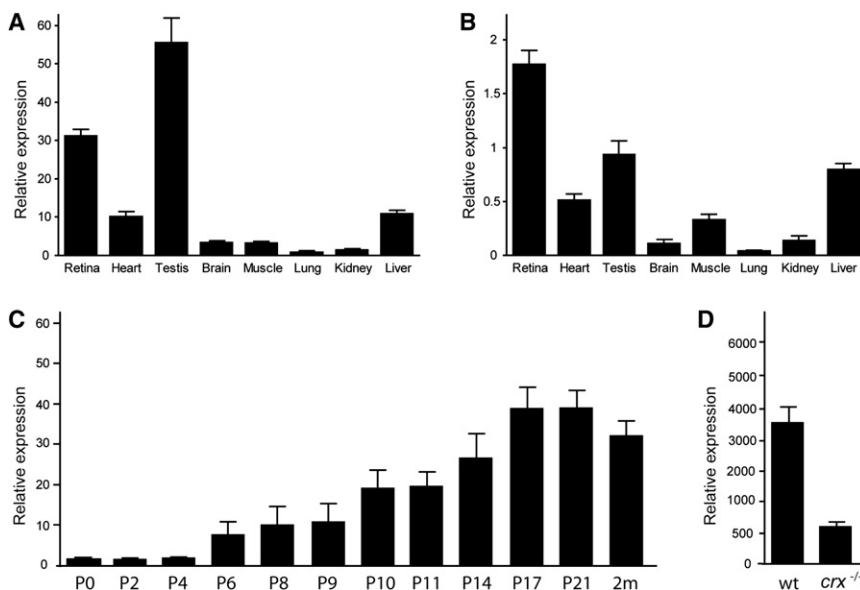 A
Relative expression
60
50
40
30
20
10
0
Retina Heart Testis Brain Muscle Lung Kidney Liver
B
Relative expression
2
1.5
1
0.5
0
Retina Heart Testis Brain Muscle Lung Kidney Liver
C
Relative expression
60
50
40
30
20
10
0
P0 P2 P4 P6 P8 P9 P10 P11 P14 P17 P21 2m
D
Relative expression
6000
5000
4000
3000
2000
1000
500
0
wt crx -/-